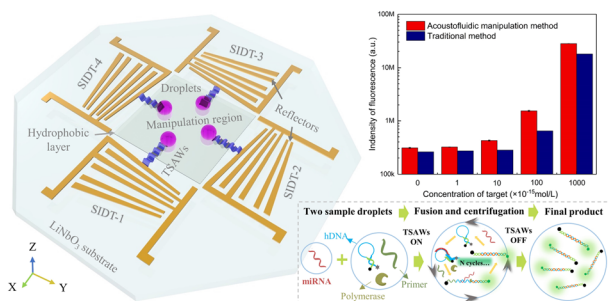 SIDT-3
SIDT-4
Droplets
Reflectors
Manipulation region
Hydrophobic
layer
TSAWs
SIDT-2
SIDT-1
LiNbO3 substrate
Z
X
Y
Acoustofluidic manipulation method
Traditional method
Indensity of fluorescence (a.u.)
10M
1M
100k
0
1
10
100
1000
Concentration of target (×10⁻¹⁵mol/L)
Two sample droplets
Fusion and centrifugation
Final product
TSAWs
ON
TSAWs
OFF
hDNA
miRNA
Polymerase
Primer
N cycles...